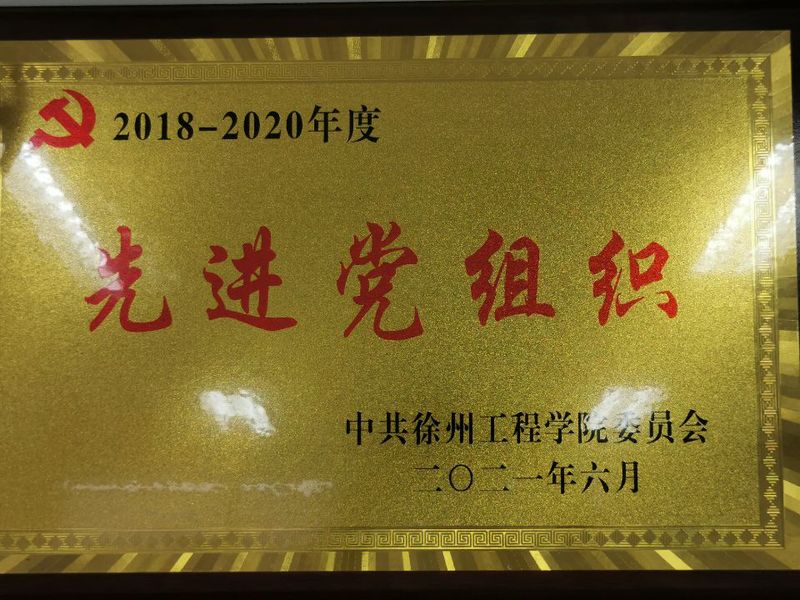 2018-2020年度
先进党组织
中共徐州工程学院委员会
二〇二一年六月